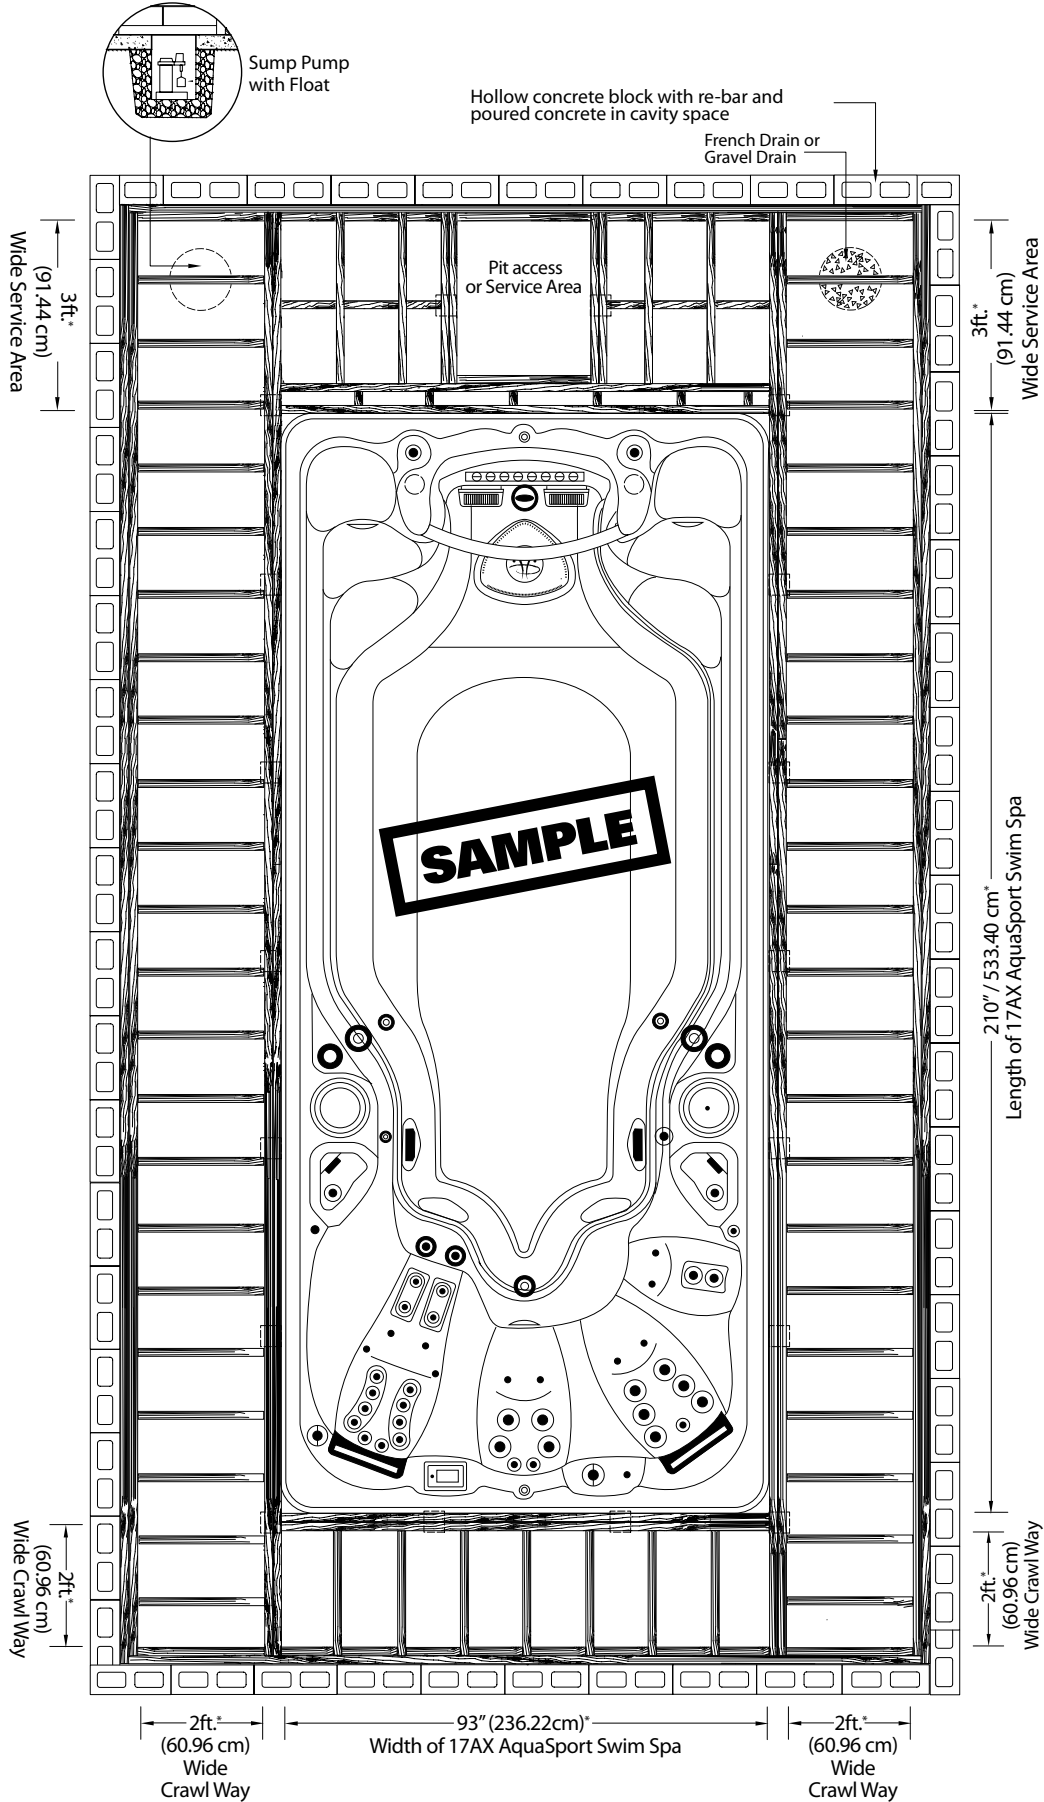 Sump Pump
with Float
Hollow concrete block with re-bar and
poured concrete in cavity space
French Drain or
Gravel Drain
3ft.*
(91.44 cm)
Wide Service Area
Pit access
or Service Area
3ft.*
(91.44 cm)
Wide Service Area
SAMPLE
210" / 533.40 cm*
Length of 17AX AquaSport Swim Spa
2ft.*
(60.96 cm)
Wide Crawl Way
2ft.*
(60.96 cm)
Wide Crawl Way
2ft.*
(60.96 cm)
Wide
Crawl Way
93" (236.22cm)*
Width of 17AX AquaSport Swim Spa
2ft.*
(60.96 cm)
Wide
Crawl Way